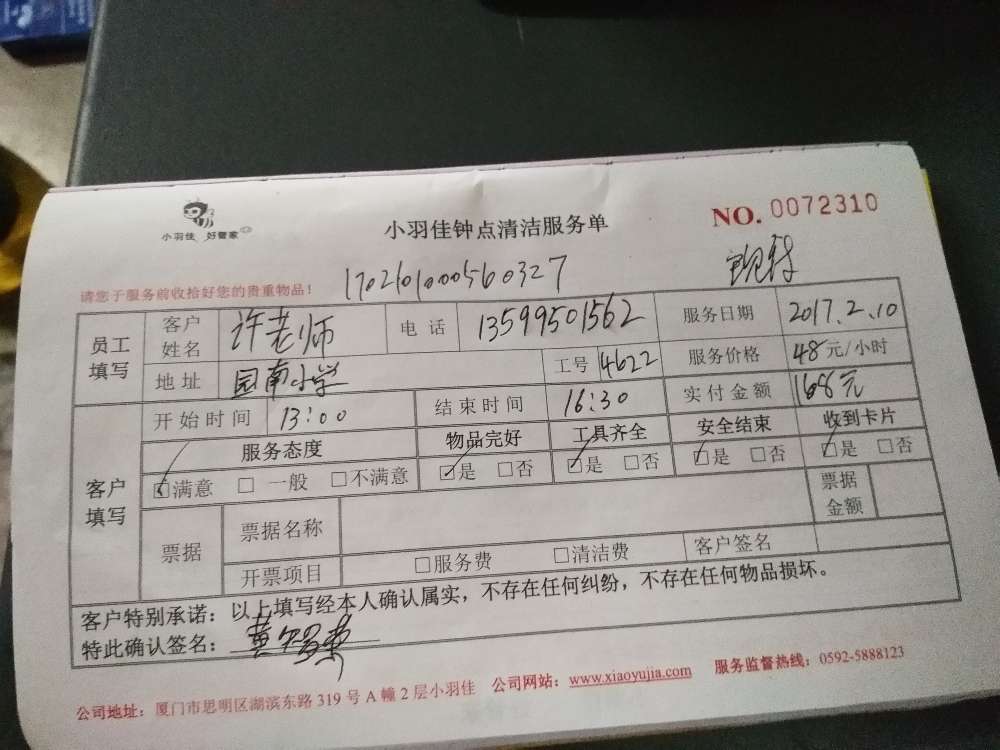 小羽佳 好管家
小羽佳钟点清洁服务单
NO. 0072310
请您于服务前收拾好您的贵重物品！
1702101000560327
员工填写 客户姓名 许老师 电话 13599501562 服务日期 2017.2.10
地址 园南小学 工号 4622 服务价格 48元/小时
客户填写 开始时间 13:00 结束时间 16:30 实付金额 168元
服务态度 物品完好 工具齐全 安全结束 收到卡片
☑满意 □一般 □不满意 ☑是 □否 ☑是 □否 ☑是 □否 ☑是 □否
票据 票据名称 票据金额
开票项目 □服务费 □清洁费 客户签名
客户特别承诺：以上填写经本人确认属实，不存在任何纠纷，不存在任何物品损坏。
特此确认签名：
公司地址：厦门市思明区湖滨东路319号A幢2层小羽佳 公司网站：www.xiaoyujia.com 服务监督热线：0592-5888123